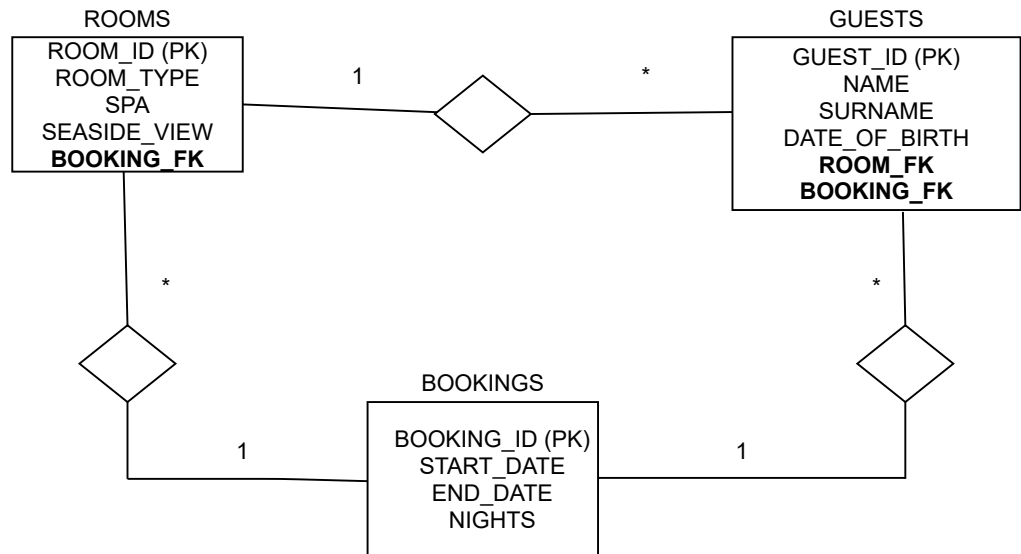 ROOMS
ROOM_ID (PK)
ROOM_TYPE
SPA
SEASIDE_VIEW
BOOKING_FK
1
*
GUESTS
GUEST_ID (PK)
NAME
SURNAME
DATE_OF_BIRTH
ROOM_FK
BOOKING_FK
*
*
BOOKINGS
BOOKING_ID (PK)
START_DATE
END_DATE
NIGHTS
1
1